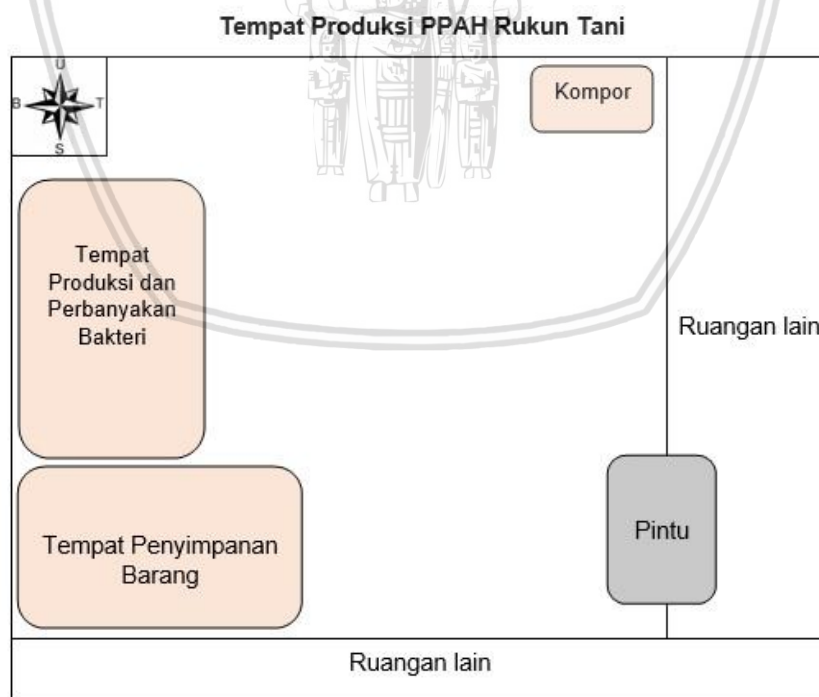 Tempat Produksi PPAH Rukun Tani
U
B
T
S
Kompor
Tempat
Produksi dan
Perbanyakan
Bakteri
Ruangan lain
Tempat Penyimpanan
Barang
Pintu
Ruangan lain